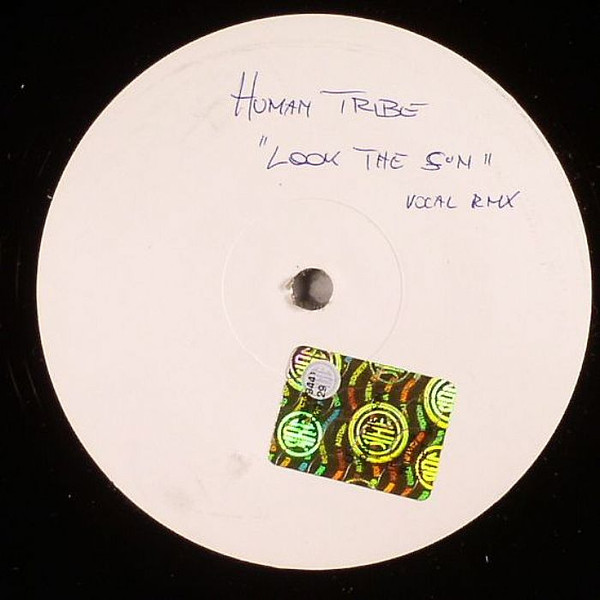 HUMAN TRIBE
"LOOK THE SUN"
VOCAL RMX